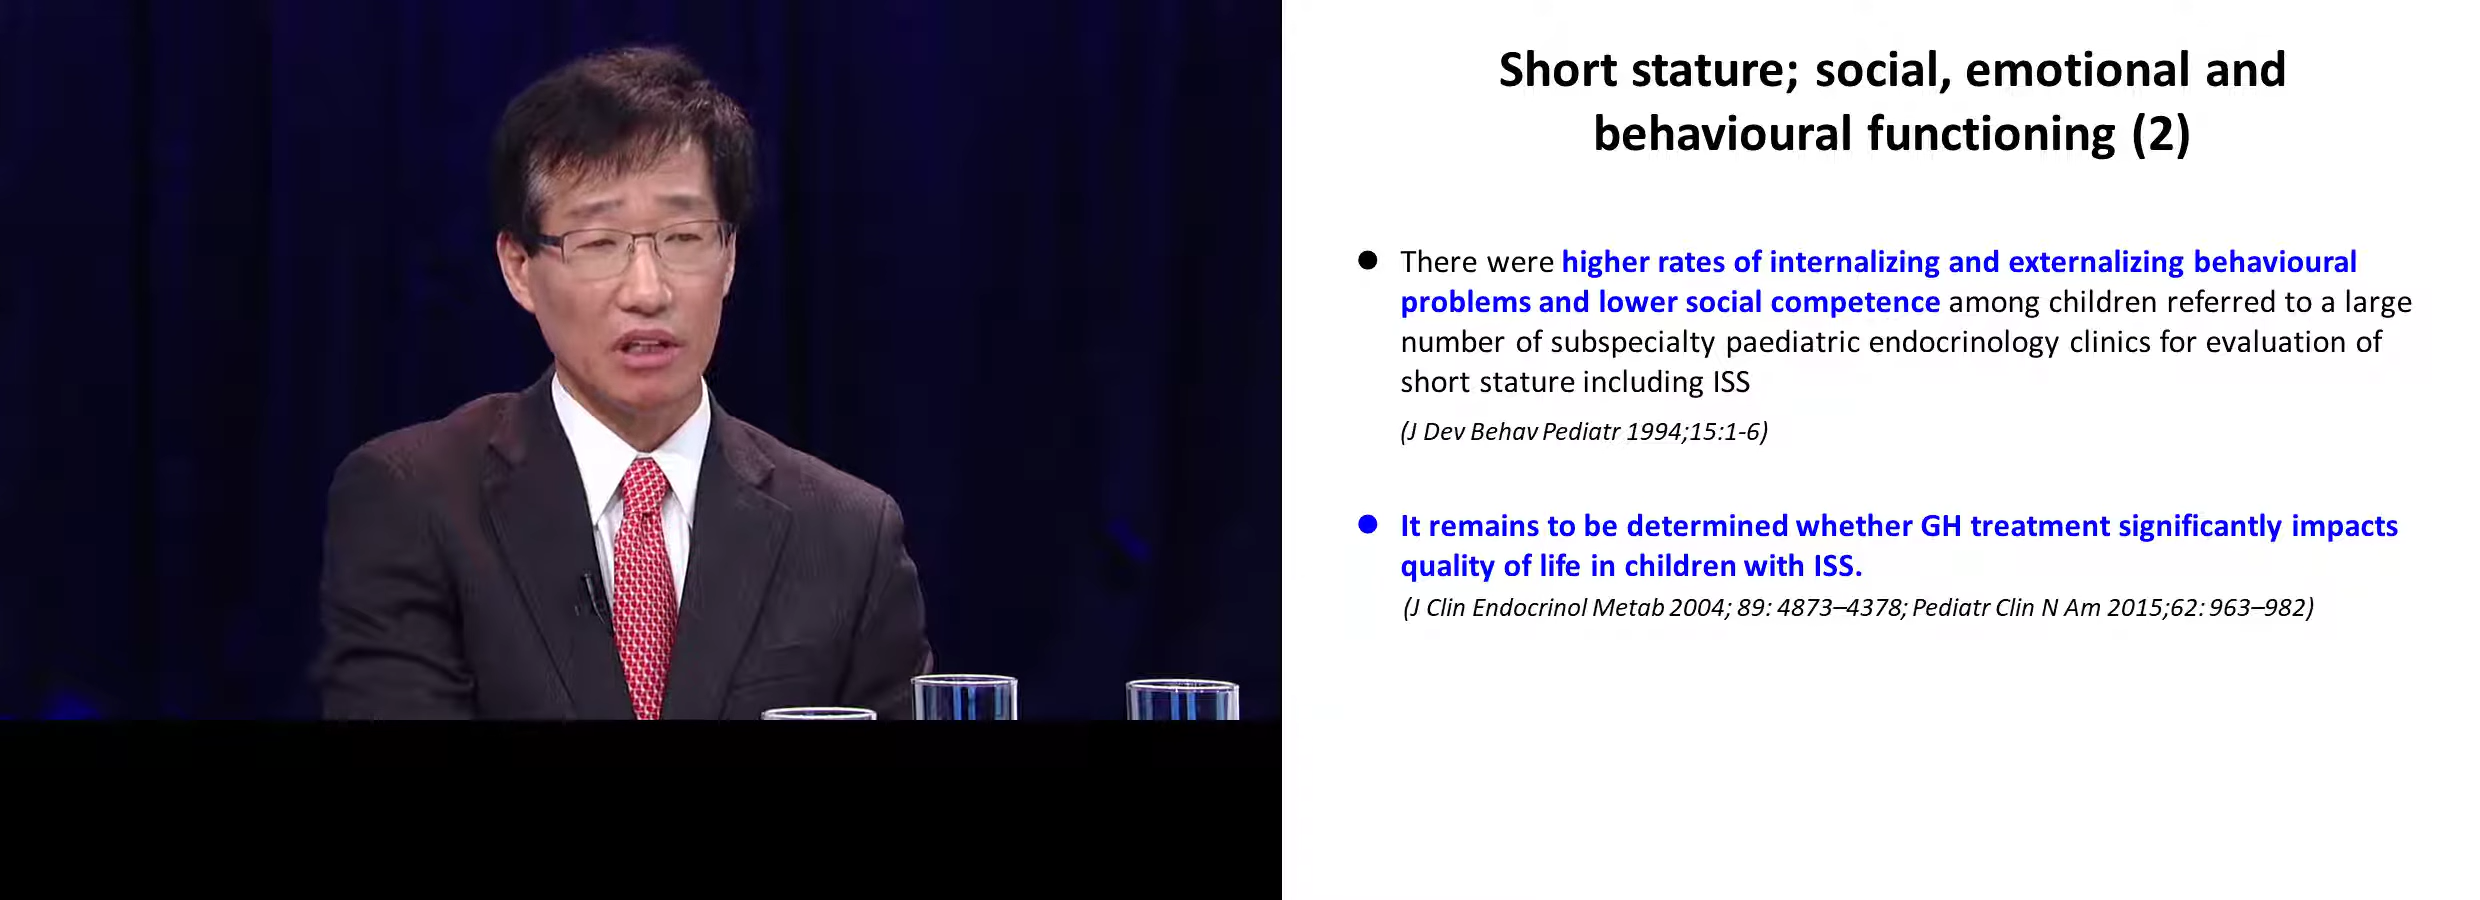 Short stature; social, emotional and
behavioural functioning (2)
● There were higher rates of internalizing and externalizing behavioural
problems and lower social competence among children referred to a large
number of subspecialty paediatric endocrinology clinics for evaluation of
short stature including ISS
(J Dev Behav Pediatr 1994;15:1-6)
● It remains to be determined whether GH treatment significantly impacts
quality of life in children with ISS.
(J Clin Endocrinol Metab 2004; 89: 4873–4378; Pediatr Clin N Am 2015;62: 963–982)